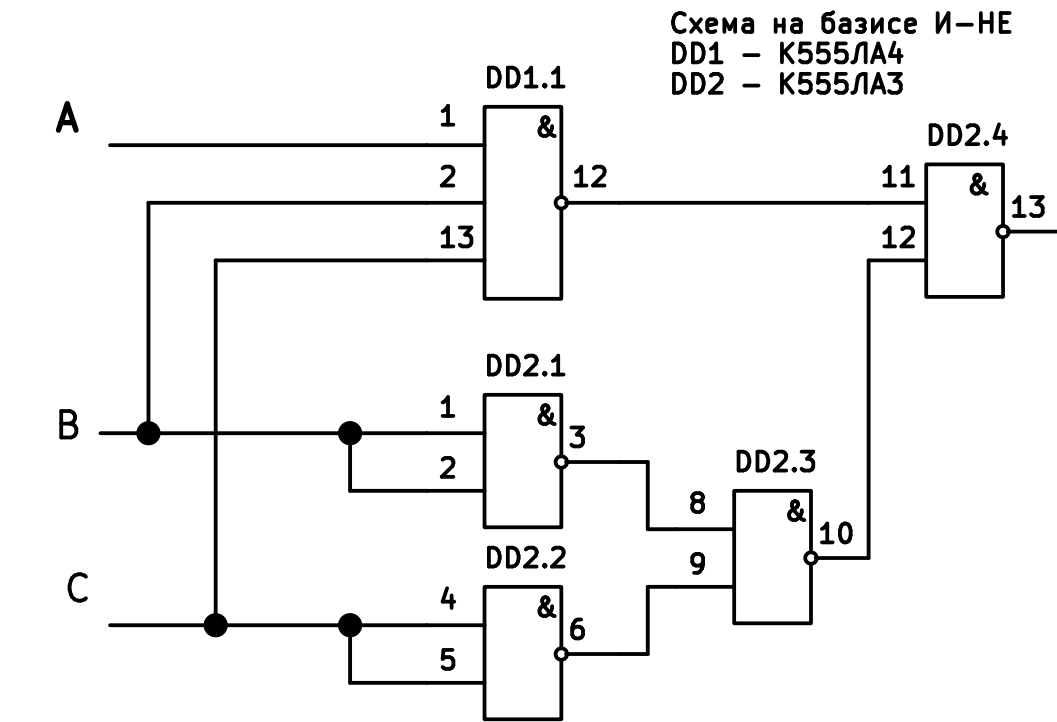 Схема на базисе И-НЕ
DD1 - К555ЛА4
DD2 - К555ЛА3
DD1.1
A
1
&
2
12
13
DD2.4
11
&
13
12
DD2.1
B
1
&
3
2
DD2.3
8
&
10
9
DD2.2
C
4
&
6
5